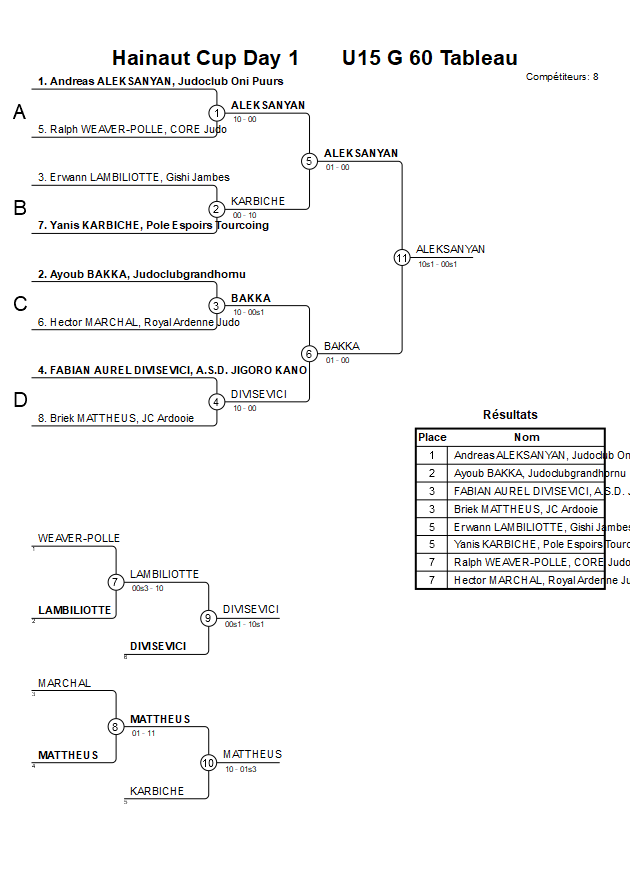 Hainaut Cup Day 1 U15 G 60 Tableau
Compétiteurs: 8
1. Andreas ALEKSANYAN, Judoclub Oni Puurs
A
1
ALEKSANYAN
10 - 00
5. Ralph WEAVER-POLLE, CORE Judo
5
ALEKSANYAN
01 - 00
3. Erwann LAMBILIOTTE, Gishi Jambes
B
2
KARBICHE
00 - 10
7. Yanis KARBICHE, Pole Espoirs Tourcoing
11
ALEKSANYAN
10s1 - 00s1
2. Ayoub BAKKA, Judoclubgrandhornu
C
3
BAKKA
10 - 00s1
6. Hector MARCHAL, Royal Ardenne Judo
6
BAKKA
01 - 00
4. FABIAN AUREL DIVISEVICI, A.S.D. JIGORO KANO
D
4
DIVISEVICI
10 - 00
8. Briek MATTHEUS, JC Ardooie
Résultats
Place Nom
1 Andreas ALEKSANYAN, Judoclub Oni
2 Ayoub BAKKA, Judoclubgrandhornu
3 FABIAN AUREL DIVISEVICI, A.S.D. J
3 Briek MATTHEUS, JC Ardooie
5 Erwann LAMBILIOTTE, Gishi Jambes
5 Yanis KARBICHE, Pole Espoirs Tourc
7 Ralph WEAVER-POLLE, CORE Judo
7 Hector MARCHAL, Royal Ardenne Ju
WEAVER-POLLE
1
7
LAMBILIOTTE
00s3 - 10
LAMBILIOTTE
2
9
DIVISEVICI
00s1 - 10s1
DIVISEVICI
6
MARCHAL
3
8
MATTHEUS
01 - 11
MATTHEUS
4
10
MATTHEUS
10 - 01s3
KARBICHE
5